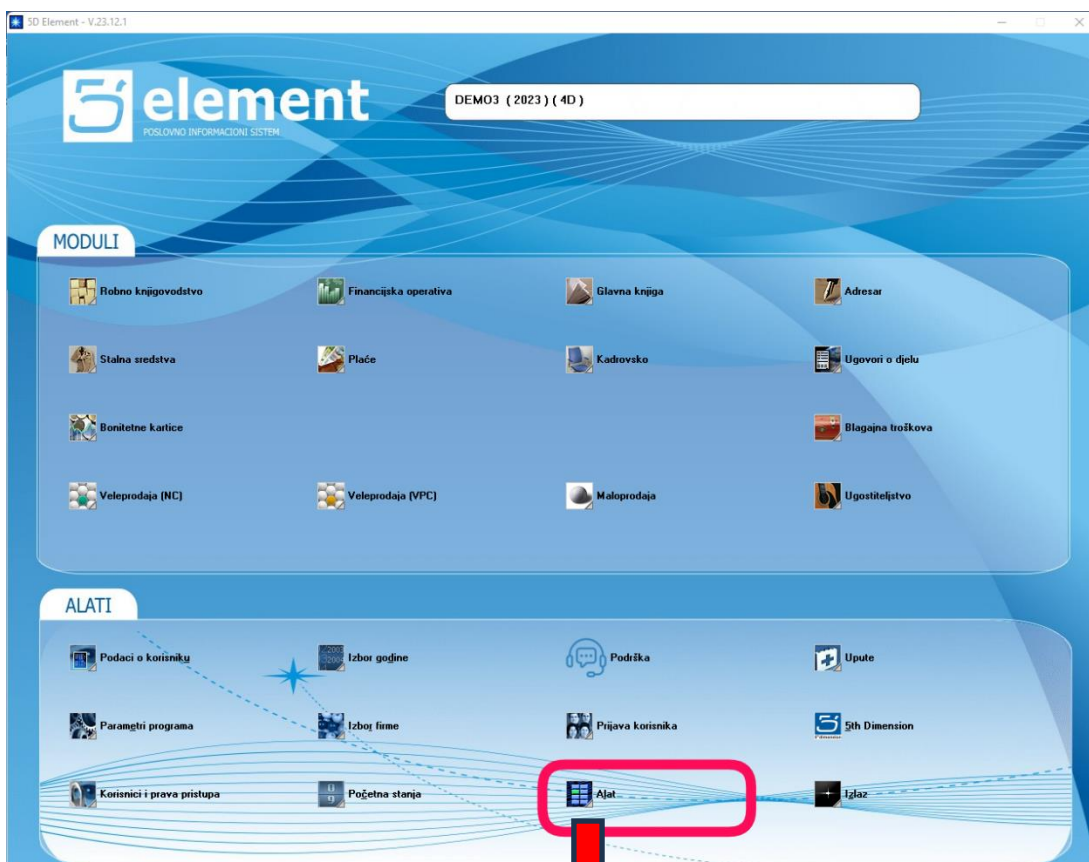 5D Element - V.23.12.1
5 element
POSLOVNO INFORMACIONI SISTEM
DEMO3 ( 2023 ) ( 4D )
MODULI
Robno knjigovodstvo
Financijska operativa
Glavna knjiga
Adresar
Stalna sredstva
Plaće
Kadrovsko
Ugovori o djelu
Bonitetne kartice
Blagajna troškova
Veleprodaja (NC)
Veleprodaja (VPC)
Maloprodaja
Ugostiteljstvo
ALATI
Podaci o korisniku
Izbor godine
Podrška
Upute
Parametri programa
Izbor firme
Prijava korisnika
5th Dimension
Korisnici i prava pristupa
Početna stanja
Alat
Izlaz